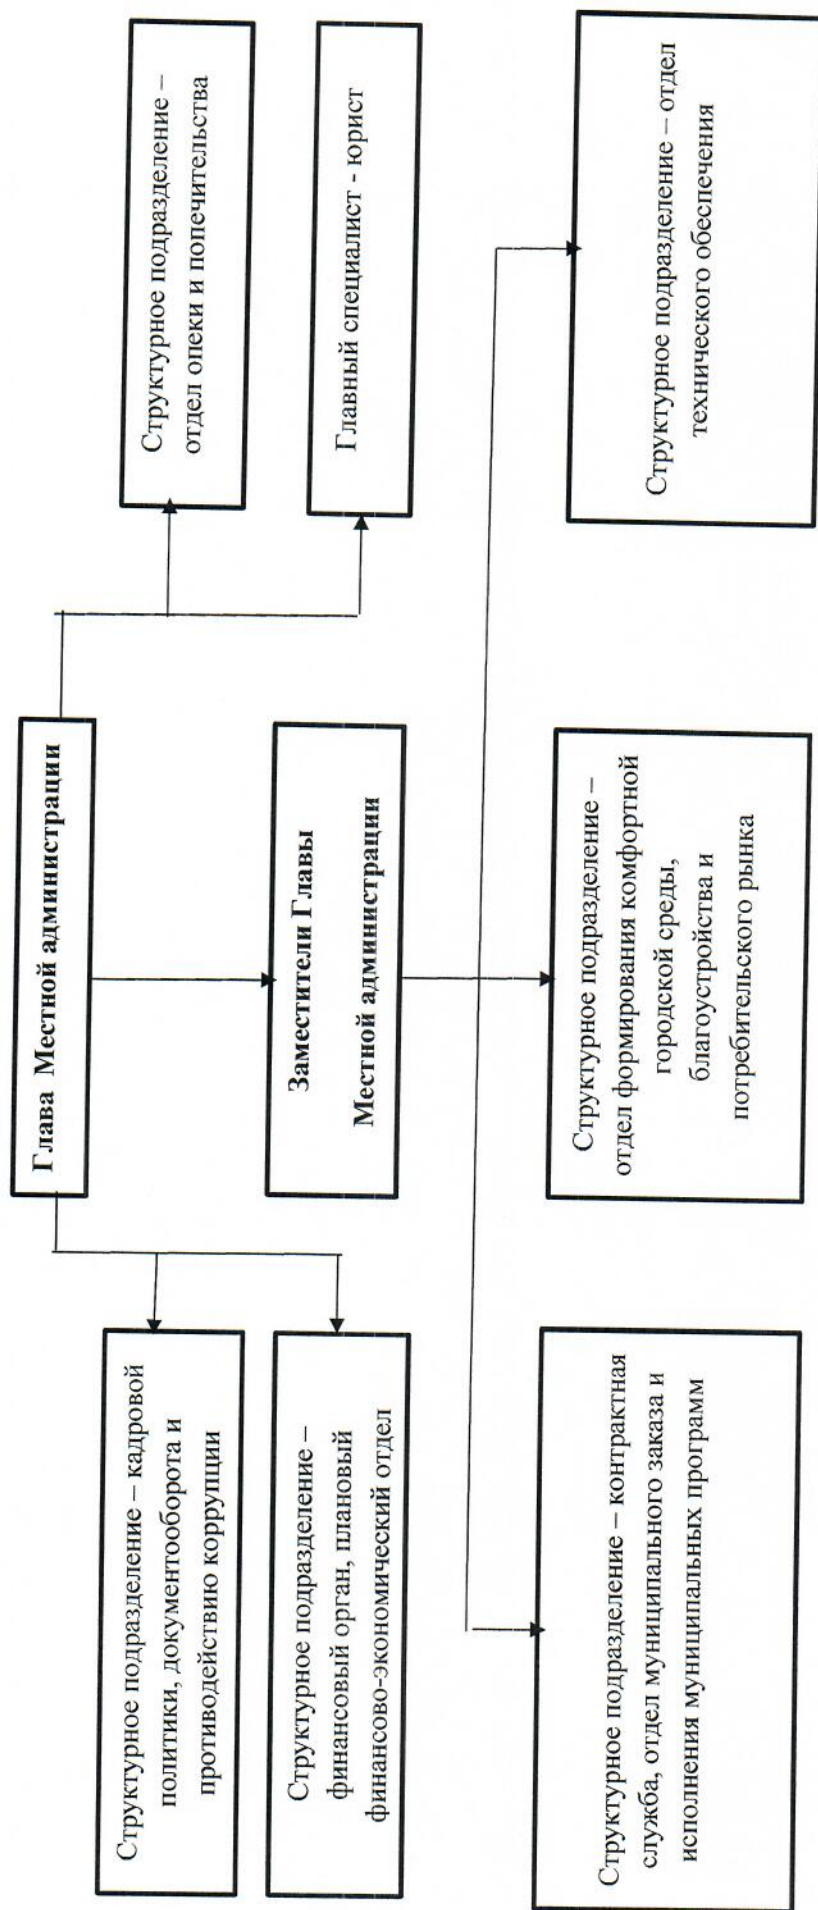 Глава Местной администрации
Структурное подразделение – кадровой
политики, документооборота и
противодействию коррупции
Структурное подразделение –
финансовый орган, плановый
финансово-экономический отдел
Заместители Главы
Местной администрации
Структурное подразделение –
отдел опеки и попечительства
Главный специалист - юрист
Структурное подразделение – контрактная
служба, отдел муниципального заказа и
исполнения муниципальных программ
Структурное подразделение –
отдел формирования комфортной
городской среды,
благоустройства и
потребительского рынка
Структурное подразделение – отдел
технического обеспечения